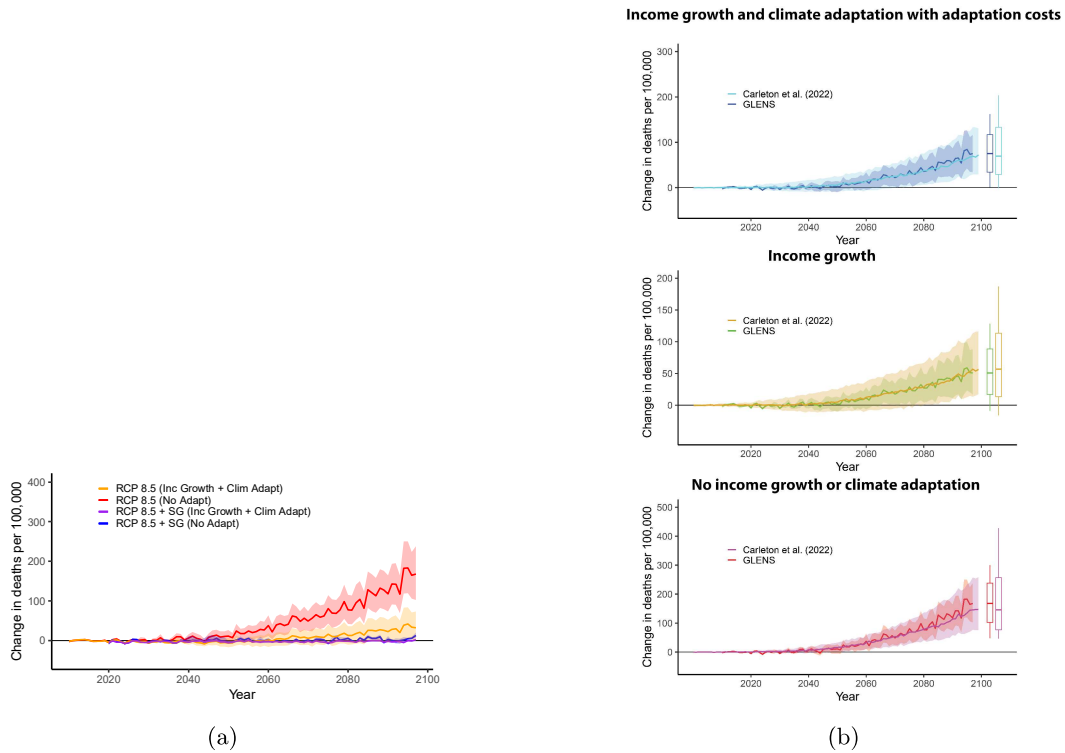 Change in deaths per 100,000
400
300
200
100
0
RCP 8.5 (Inc Growth + Clim Adapt)
RCP 8.5 (No Adapt)
RCP 8.5 + SG (Inc Growth + Clim Adapt)
RCP 8.5 + SG (No Adapt)
2020 2040 2060 2080 2100
Year
(a)
Income growth and climate adaptation with adaptation costs
Change in deaths per 100,000
300
200
100
0
Carleton et al. (2022)
GLENS
2020 2040 2060 2080 2100
Year
Income growth
Change in deaths per 100,000
200
150
100
50
0
Carleton et al. (2022)
GLENS
2020 2040 2060 2080 2100
Year
No income growth or climate adaptation
Change in deaths per 100,000
500
400
300
200
100
0
Carleton et al. (2022)
GLENS
2020 2040 2060 2080 2100
Year
(b)